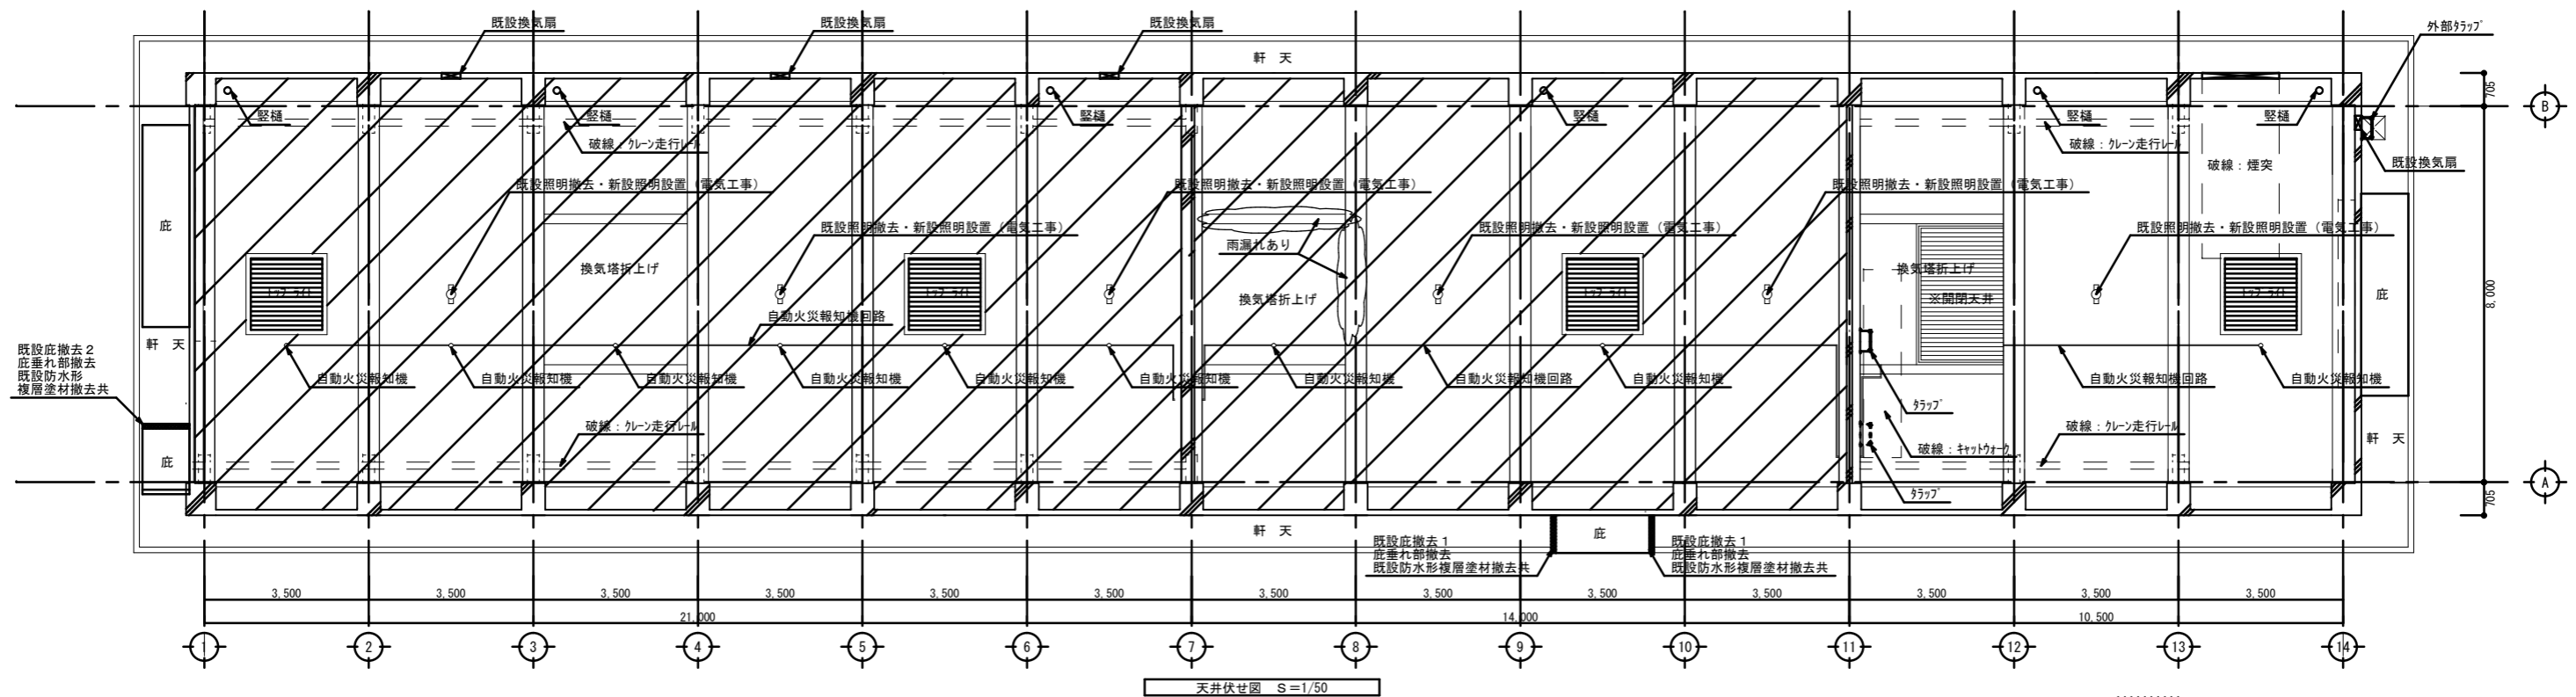 既設換気扇
既設換気扇
既設換気扇
外部ﾀﾗｯﾌﾟ
軒 天
705
B
竪樋
竪樋
竪樋
竪樋
竪樋
竪樋
破線：ｸﾚｰﾝ走行ﾚｰﾙ
破線：ｸﾚｰﾝ走行ﾚｰﾙ
既設換気扇
破線：煙突
既設照明撤去・新設照明設置（電気工事）
既設照明撤去・新設照明設置（電気工事）
既設照明撤去・新設照明設置（電気工事）
庇
既設照明撤去・新設照明設置（電気工事）
既設照明撤去・新設照明設置（電気工事）
既設照明撤去・新設照明設置（電気工事）
雨漏れあり
換気塔折上げ
換気塔折上げ
換気塔折上げ
ﾄｯﾌﾟﾗｲﾄ
ﾄｯﾌﾟﾗｲﾄ
ﾄｯﾌﾟﾗｲﾄ
※開閉天井
ﾄｯﾌﾟﾗｲﾄ
庇
8,000
自動火災報知機回路
軒 天
既設庇撤去２
庇垂れ部撤去
既設防水形
複層塗材撤去共
自動火災報知機
自動火災報知機
自動火災報知機
自動火災報知機
自動火災報知機
自動火災報知機
自動火災報知機
自動火災報知機回路
自動火災報知機
自動火災報知機回路
自動火災報知機
ﾀﾗｯﾌﾟ
破線：ｸﾚｰﾝ走行ﾚｰﾙ
破線：ｸﾚｰﾝ走行ﾚｰﾙ
軒 天
破線：ｷｬｯﾄｳｫｰｸ
庇
ﾀﾗｯﾌﾟ
A
705
軒 天
庇
既設庇撤去１
庇垂れ部撤去
既設防水形複層塗材撤去共
既設庇撤去１
庇垂れ部撤去
既設防水形複層塗材撤去共
3,500 3,500 3,500 3,500 3,500 3,500 3,500 3,500 3,500 3,500 3,500 3,500 3,500
21,000 14,000 10,500
1 2 3 4 5 6 7 8 9 10 11 12 13 14
天井伏せ図 Ｓ＝1/50